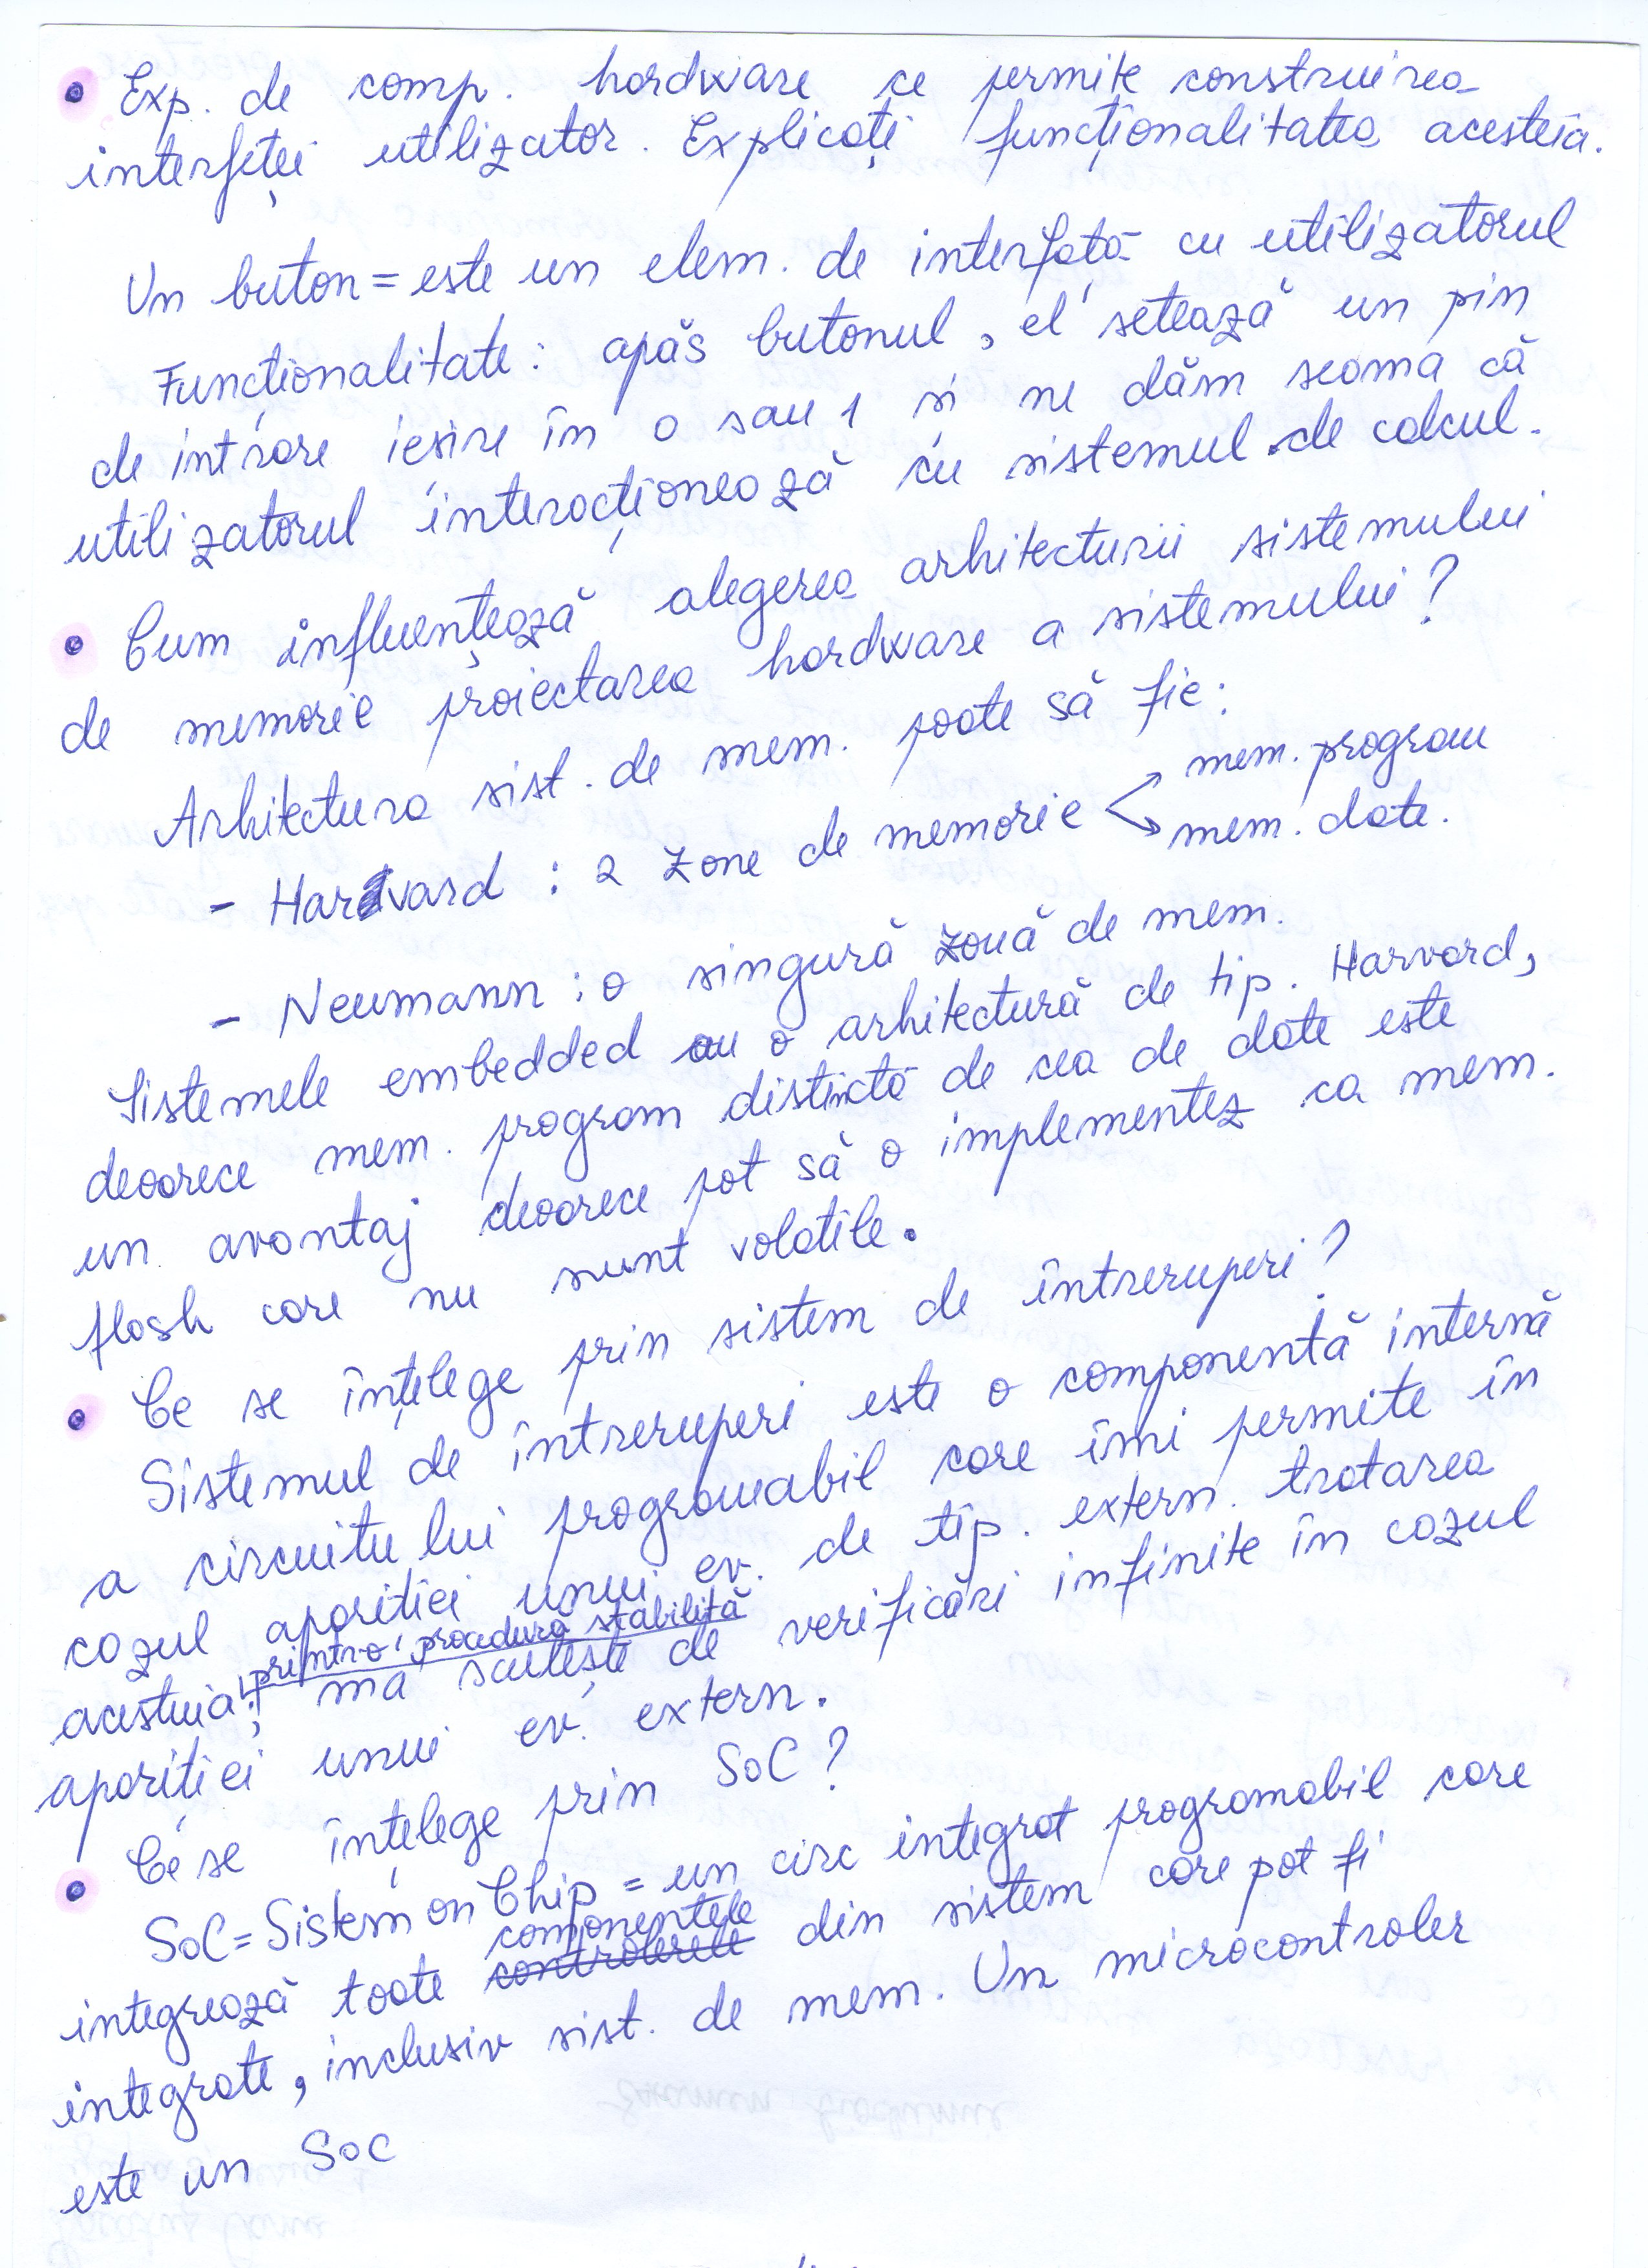 • Exp. de comp. hardware ce permite construirea
interfeței utilizator. Explicați funcționalitatea acesteia.
Un buton = este un elem. de interfață cu utilizatorul
Funcționalitate: apăs butonul, el setează un pin
de intrare ieșire în 0 sau 1 și ne dăm seama că
utilizatorul interacționează cu sistemul de calcul.
• Cum influențează alegerea arhitecturii sistemului
de memorie proiectarea hardware a sistemului?
Arhitectura sist. de mem. poate să fie:
- Harvard : 2 zone de memorie < mem. program
mem. date.
- Neumann : o singură zonă de mem.
Sistemele embedded au o arhitectură de tip. Harvard,
deoarece mem. program distinctă de cea de date este
un avantaj deoarece pot să o implementez ca mem.
flash care nu sunt volatile.
• Ce se înțelege prin sistem de întreruperi?
Sistemul de întreruperi este o componentă internă
a circuitului programabil care îmi permite în
cazul apariției unui ev. de tip. extern. tratarea
acestuia printr-o procedură stabilită; mă scutește de verificări infinite în cazul
apariției unui ev. extern.
• Ce se înțelege prin SoC?
SoC = Sistem on Chip = un circ integrat programabil care
integrează toate controlerele componentele din sistem care pot fi
integrate, inclusiv sist. de mem. Un microcontroler
este un SoC